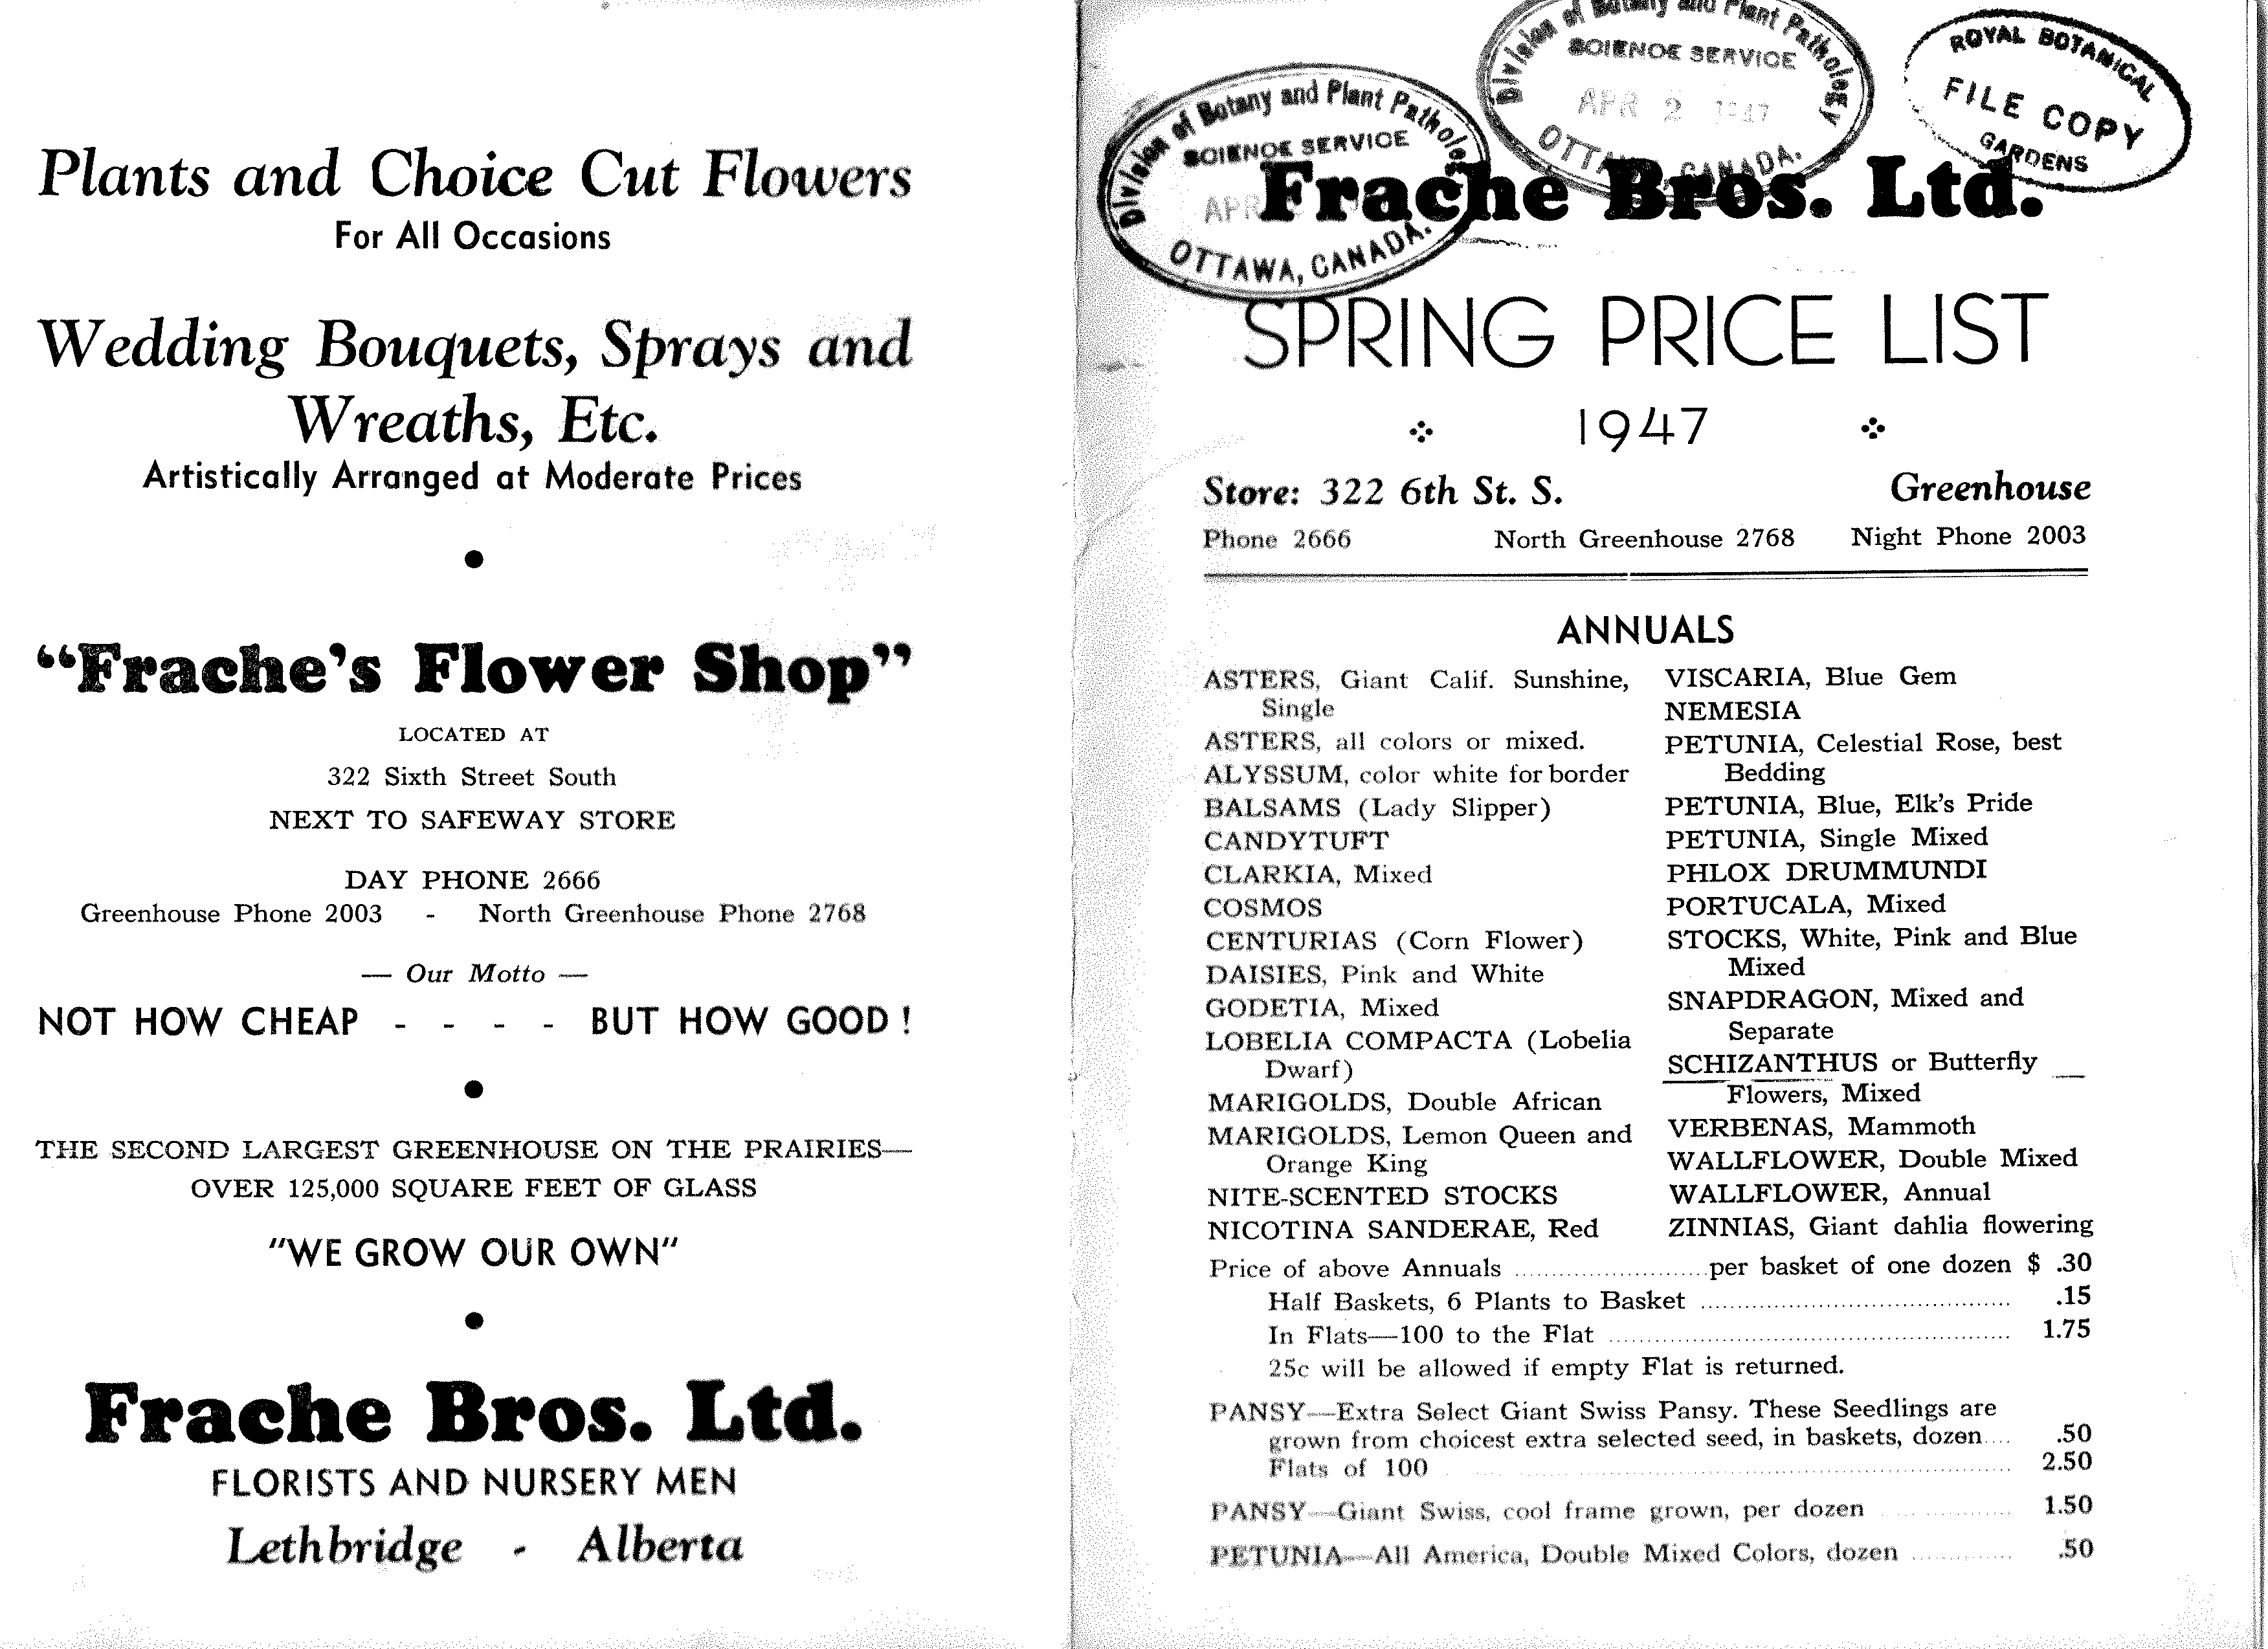 Plants and Choice Cut Flowers
For All Occasions
Wedding Bouquets, Sprays and
Wreaths, Etc.
Artistically Arranged at Moderate Prices
"Frache's Flower Shop"
LOCATED AT
322 Sixth Street South
NEXT TO SAFEWAY STORE
DAY PHONE 2666
Greenhouse Phone 2003 - North Greenhouse Phone 2768
— Our Motto —
NOT HOW CHEAP - - - - BUT HOW GOOD !
THE SECOND LARGEST GREENHOUSE ON THE PRAIRIES—
OVER 125,000 SQUARE FEET OF GLASS
"WE GROW OUR OWN"
Frache Bros. Ltd.
FLORISTS AND NURSERY MEN
Lethbridge - Alberta
Division of Botany and Plant Pathology
SCIENCE SERVICE
APR
OTTAWA, CANADA.
Division of Botany and Plant Pathology
SCIENCE SERVICE
APR 2 1947
OTTAWA, CANADA.
ROYAL BOTANICAL
FILE COPY
GARDENS
Frache Bros. Ltd.
SPRING PRICE LIST
1947
Store: 322 6th St. S. Greenhouse
Phone 2666 North Greenhouse 2768 Night Phone 2003
ANNUALS
ASTERS, Giant Calif. Sunshine,
Single
ASTERS, all colors or mixed.
ALYSSUM, color white for border
BALSAMS (Lady Slipper)
CANDYTUFT
CLARKIA, Mixed
COSMOS
CENTURIAS (Corn Flower)
DAISIES, Pink and White
GODETIA, Mixed
LOBELIA COMPACTA (Lobelia
Dwarf)
MARIGOLDS, Double African
MARIGOLDS, Lemon Queen and
Orange King
NITE-SCENTED STOCKS
NICOTINA SANDERAE, Red
VISCARIA, Blue Gem
NEMESIA
PETUNIA, Celestial Rose, best
Bedding
PETUNIA, Blue, Elk's Pride
PETUNIA, Single Mixed
PHLOX DRUMMUNDI
PORTUCALA, Mixed
STOCKS, White, Pink and Blue
Mixed
SNAPDRAGON, Mixed and
Separate
SCHIZANTHUS or Butterfly
Flowers, Mixed
VERBENAS, Mammoth
WALLFLOWER, Double Mixed
WALLFLOWER, Annual
ZINNIAS, Giant dahlia flowering
Price of above Annuals ........................per basket of one dozen $ .30
Half Baskets, 6 Plants to Basket ........................ .15
In Flats—100 to the Flat ........................ 1.75
25c will be allowed if empty Flat is returned.
PANSY—Extra Select Giant Swiss Pansy. These Seedlings are
grown from choicest extra selected seed, in baskets, dozen.... .50
Flats of 100 ........................ 2.50
PANSY—Giant Swiss, cool frame grown, per dozen ............ 1.50
PETUNIA—All America, Double Mixed Colors, dozen ............ .50